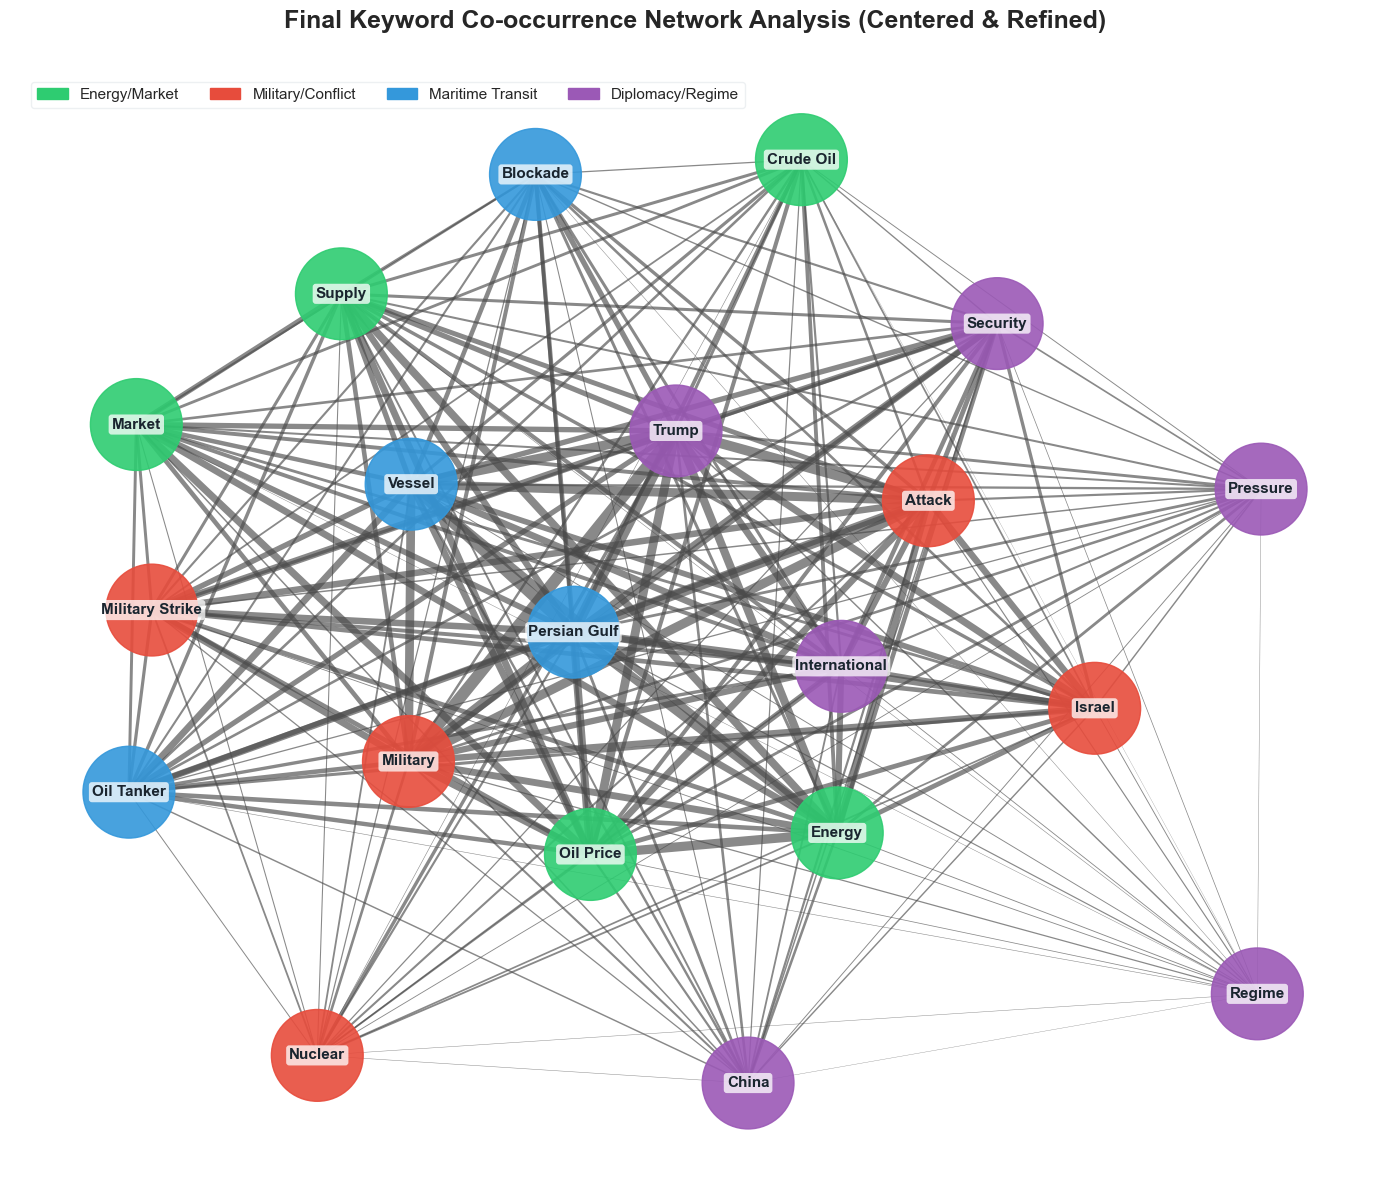 Final Keyword Co-occurrence Network Analysis (Centered & Refined)
Energy/Market
Military/Conflict
Maritime Transit
Diplomacy/Regime
Crude Oil
Blockade
Supply
Security
Market
Trump
Vessel
Pressure
Attack
Military Strike
Persian Gulf
International
Israel
Military
Oil Tanker
Energy
Oil Price
Regime
Nuclear
China